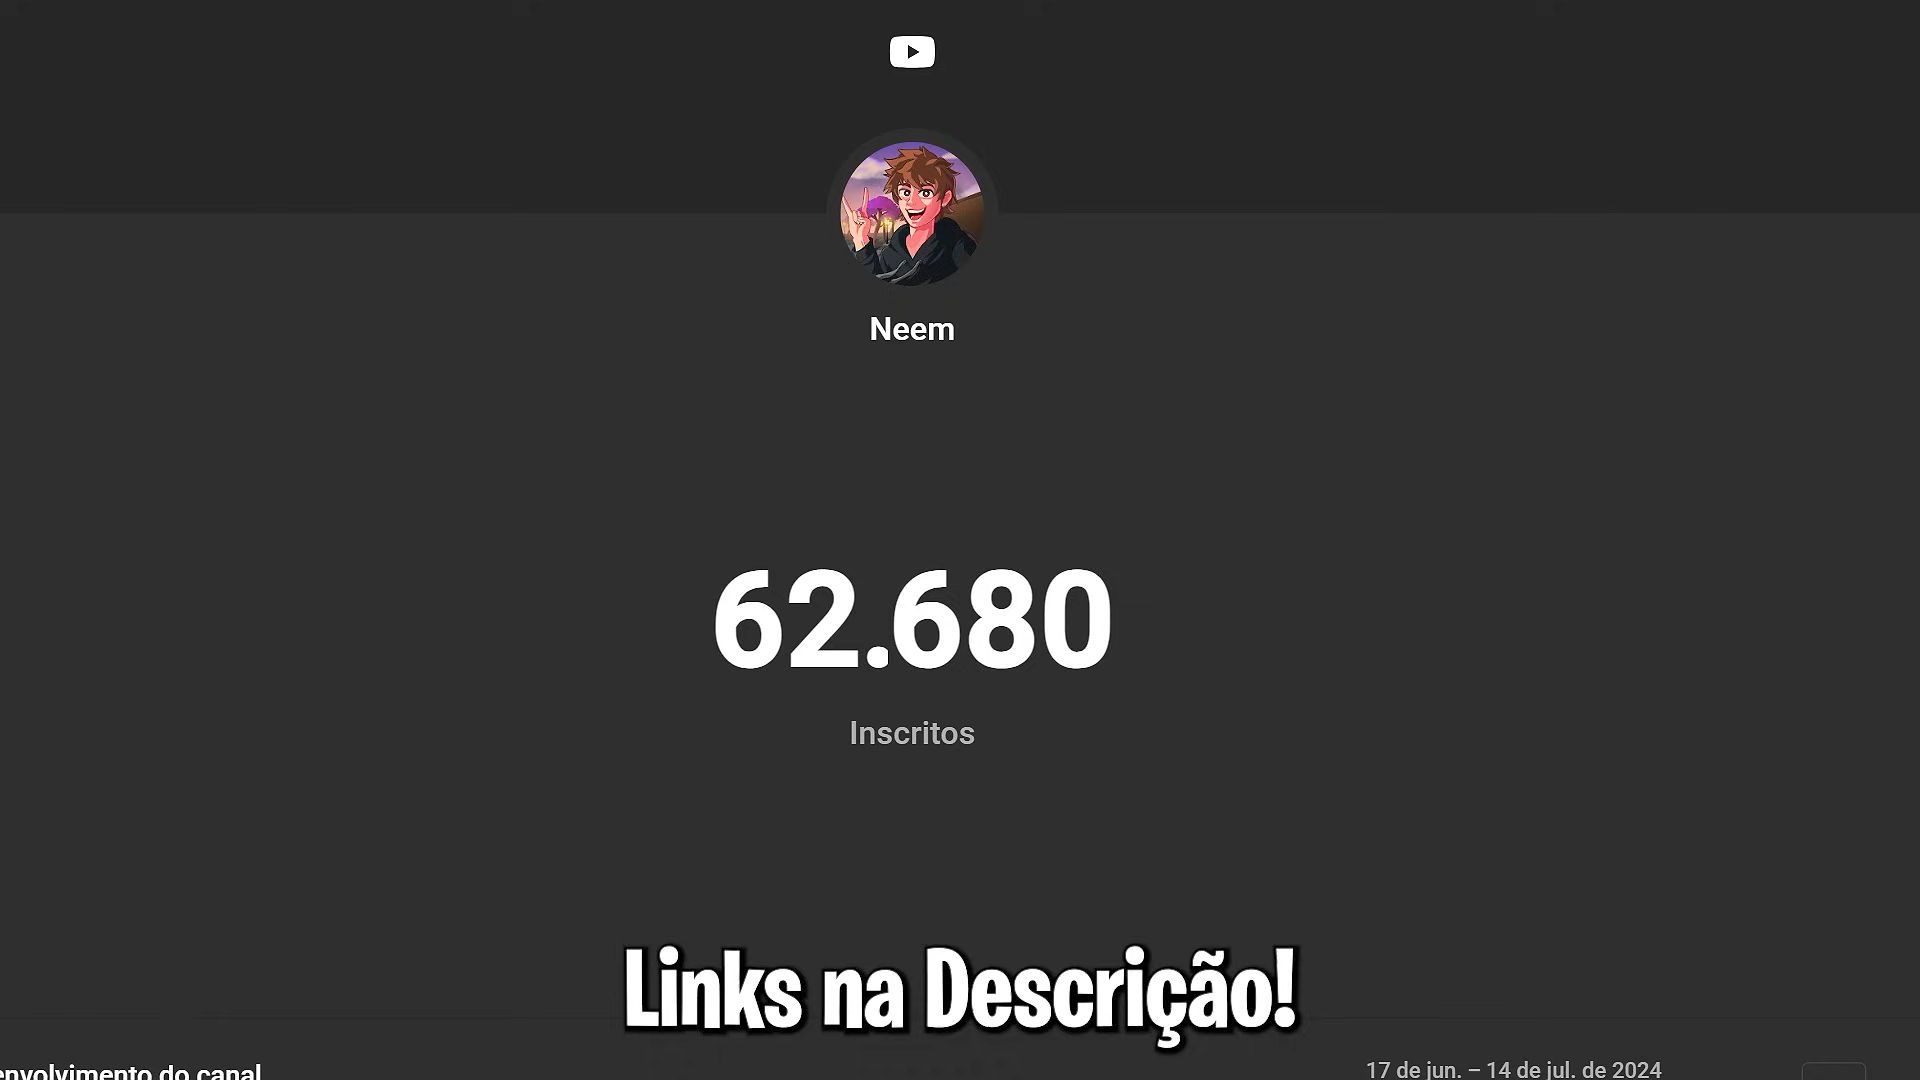 Neem
62.680
Inscritos
Links na Descrição!
envolvimento do canal
17 de jun. – 14 de jul. de 2024